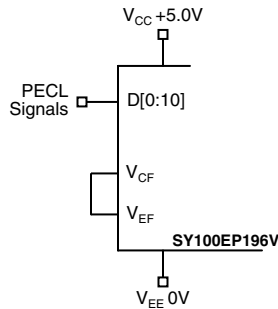 VCC +5.0V
PECL
Signals
D[0:10]
VCF
VEF
SY100EP196V
VEE 0V